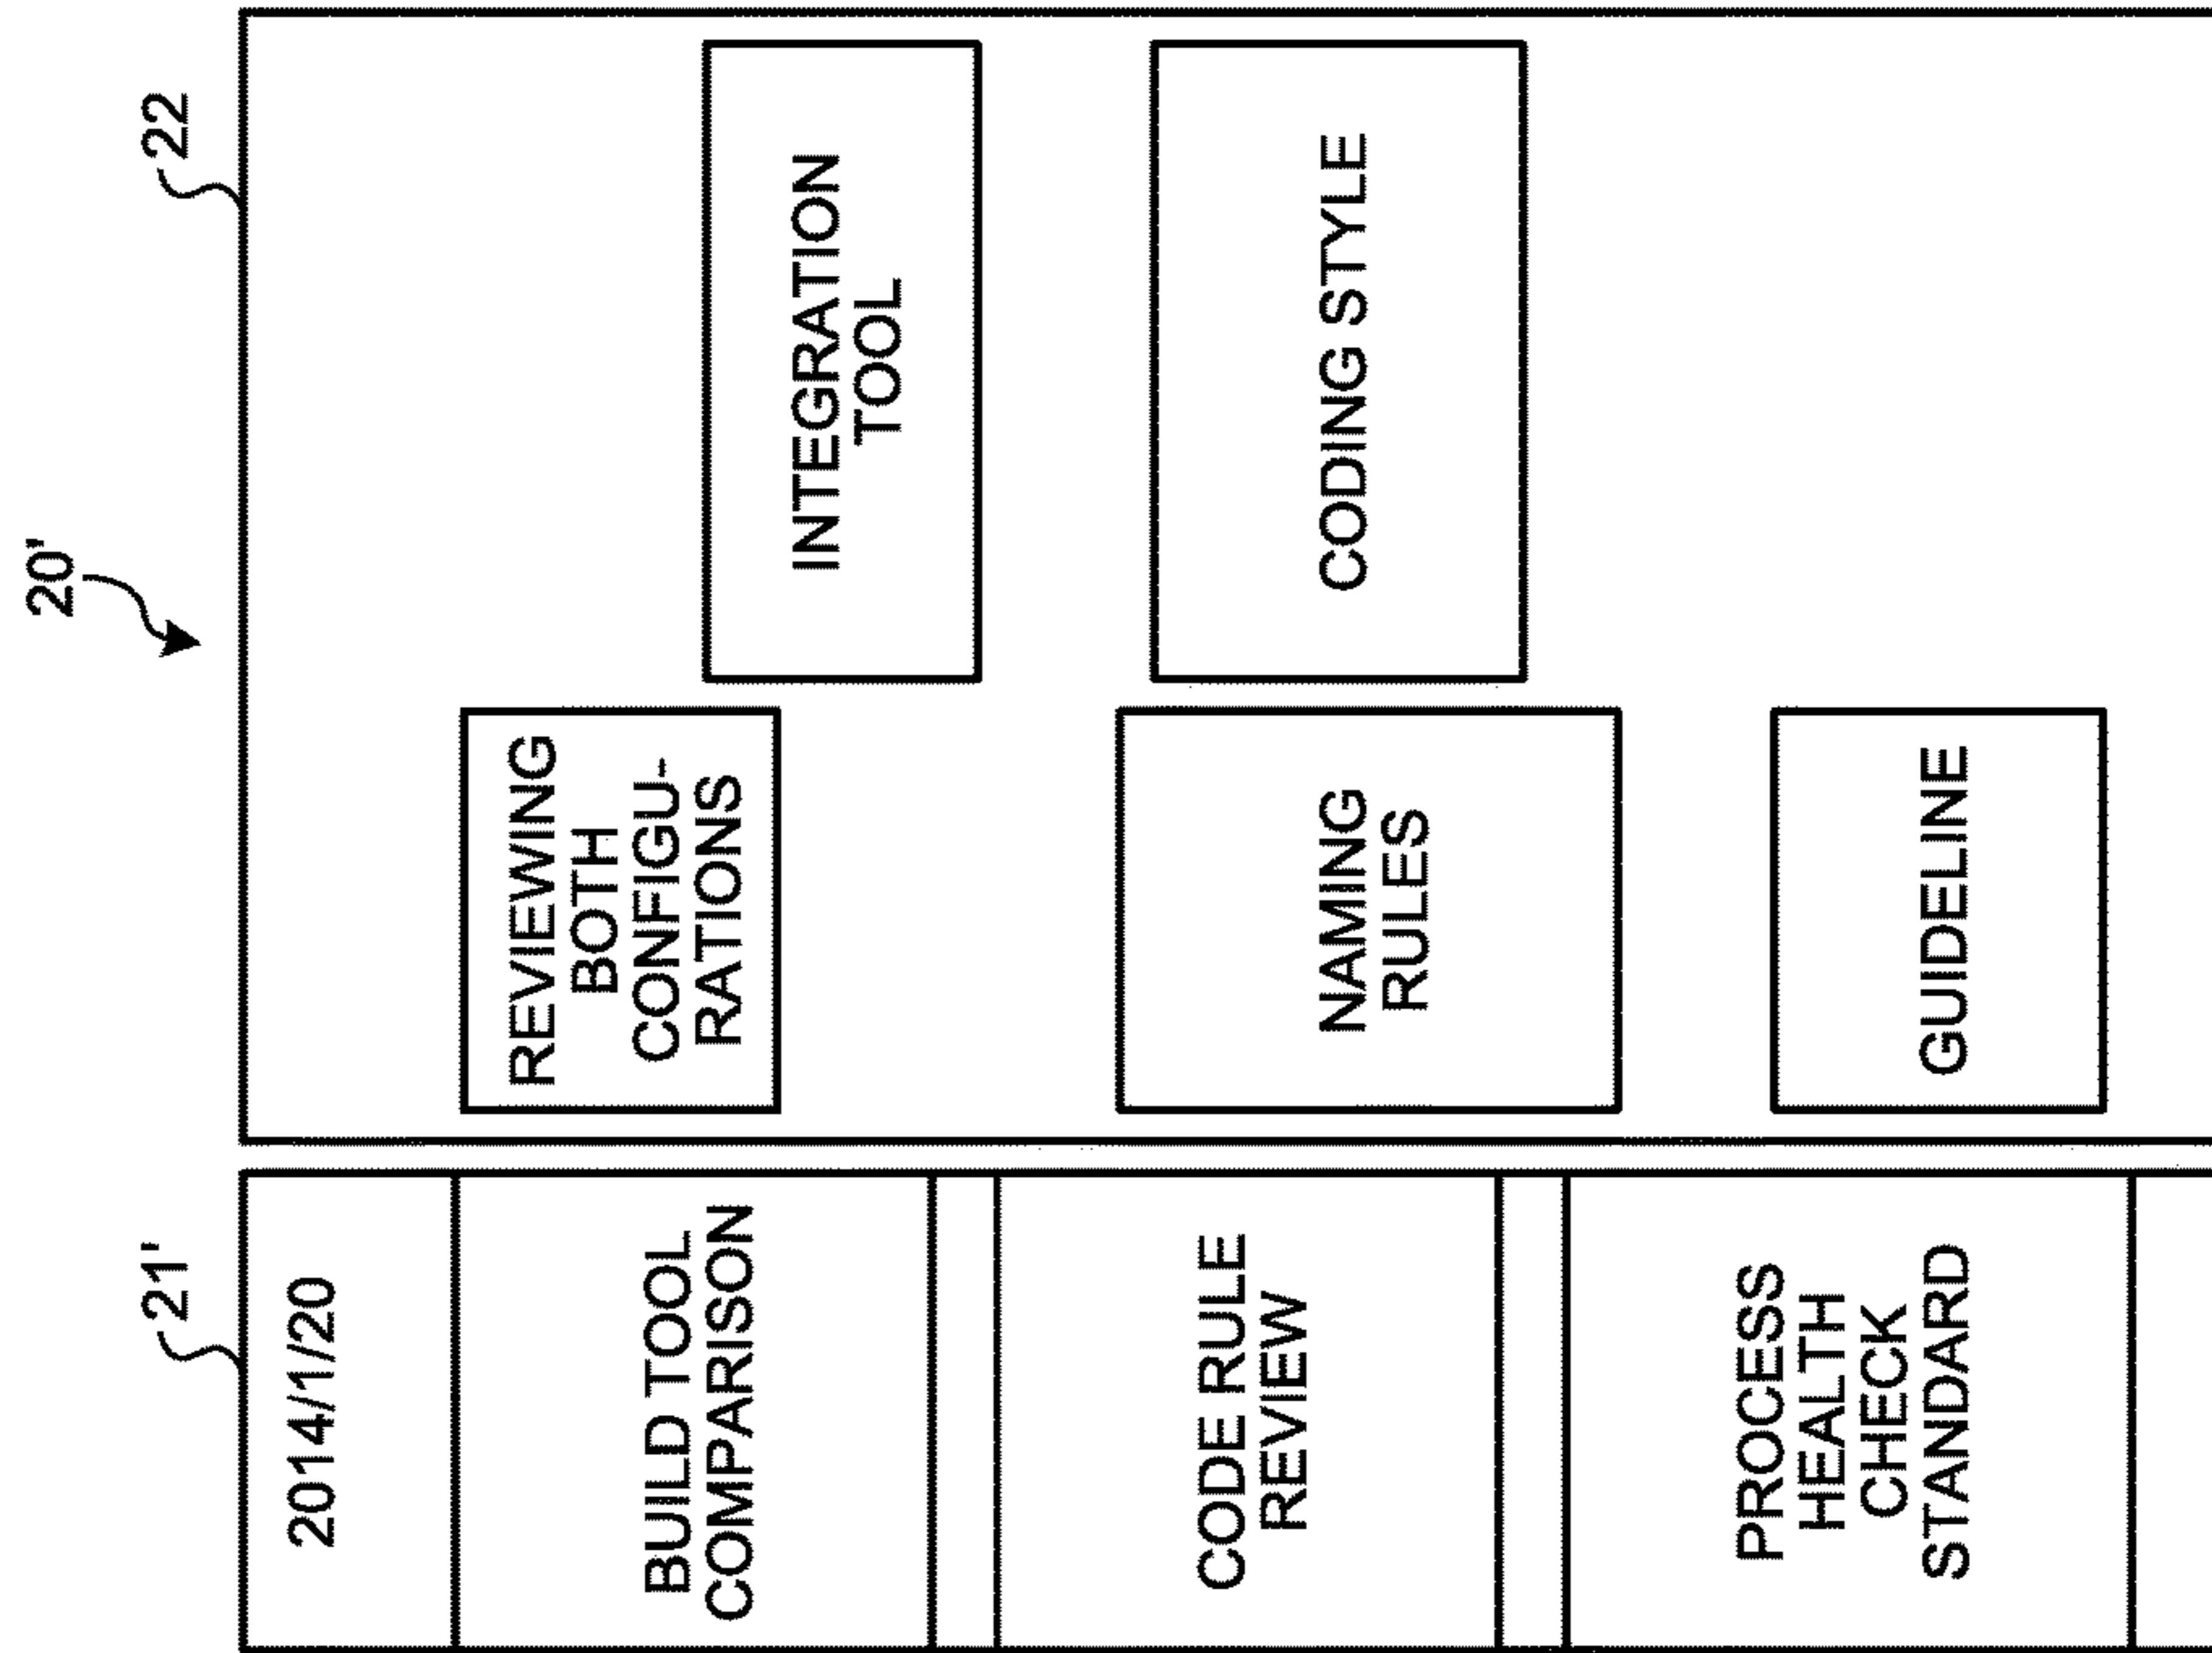 20'
21'
22
2014/1/20
BUILD TOOL
COMPARISON
CODE RULE
REVIEW
PROCESS
HEALTH
CHECK
STANDARD
REVIEWING
BOTH
CONFIGU-
RATIONS
INTEGRATION
TOOL
NAMING
RULES
CODING STYLE
GUIDELINE